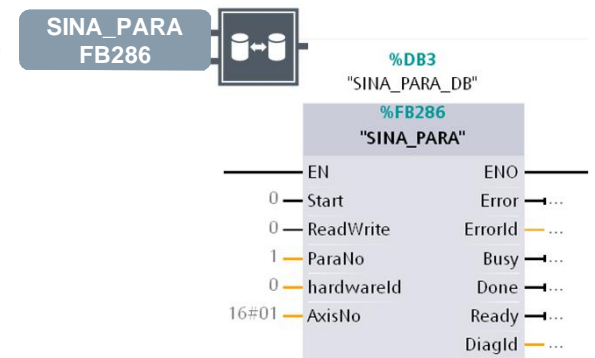 SINA_PARA
FB286
%DB3
"SINA_PARA_DB"
%FB286
"SINA_PARA"
EN ENO
0 Start Error ...
0 ReadWrite ErrorId ...
1 ParaNo Busy ...
0 hardwareId Done ...
16#01 AxisNo Ready ...
DiagId ...